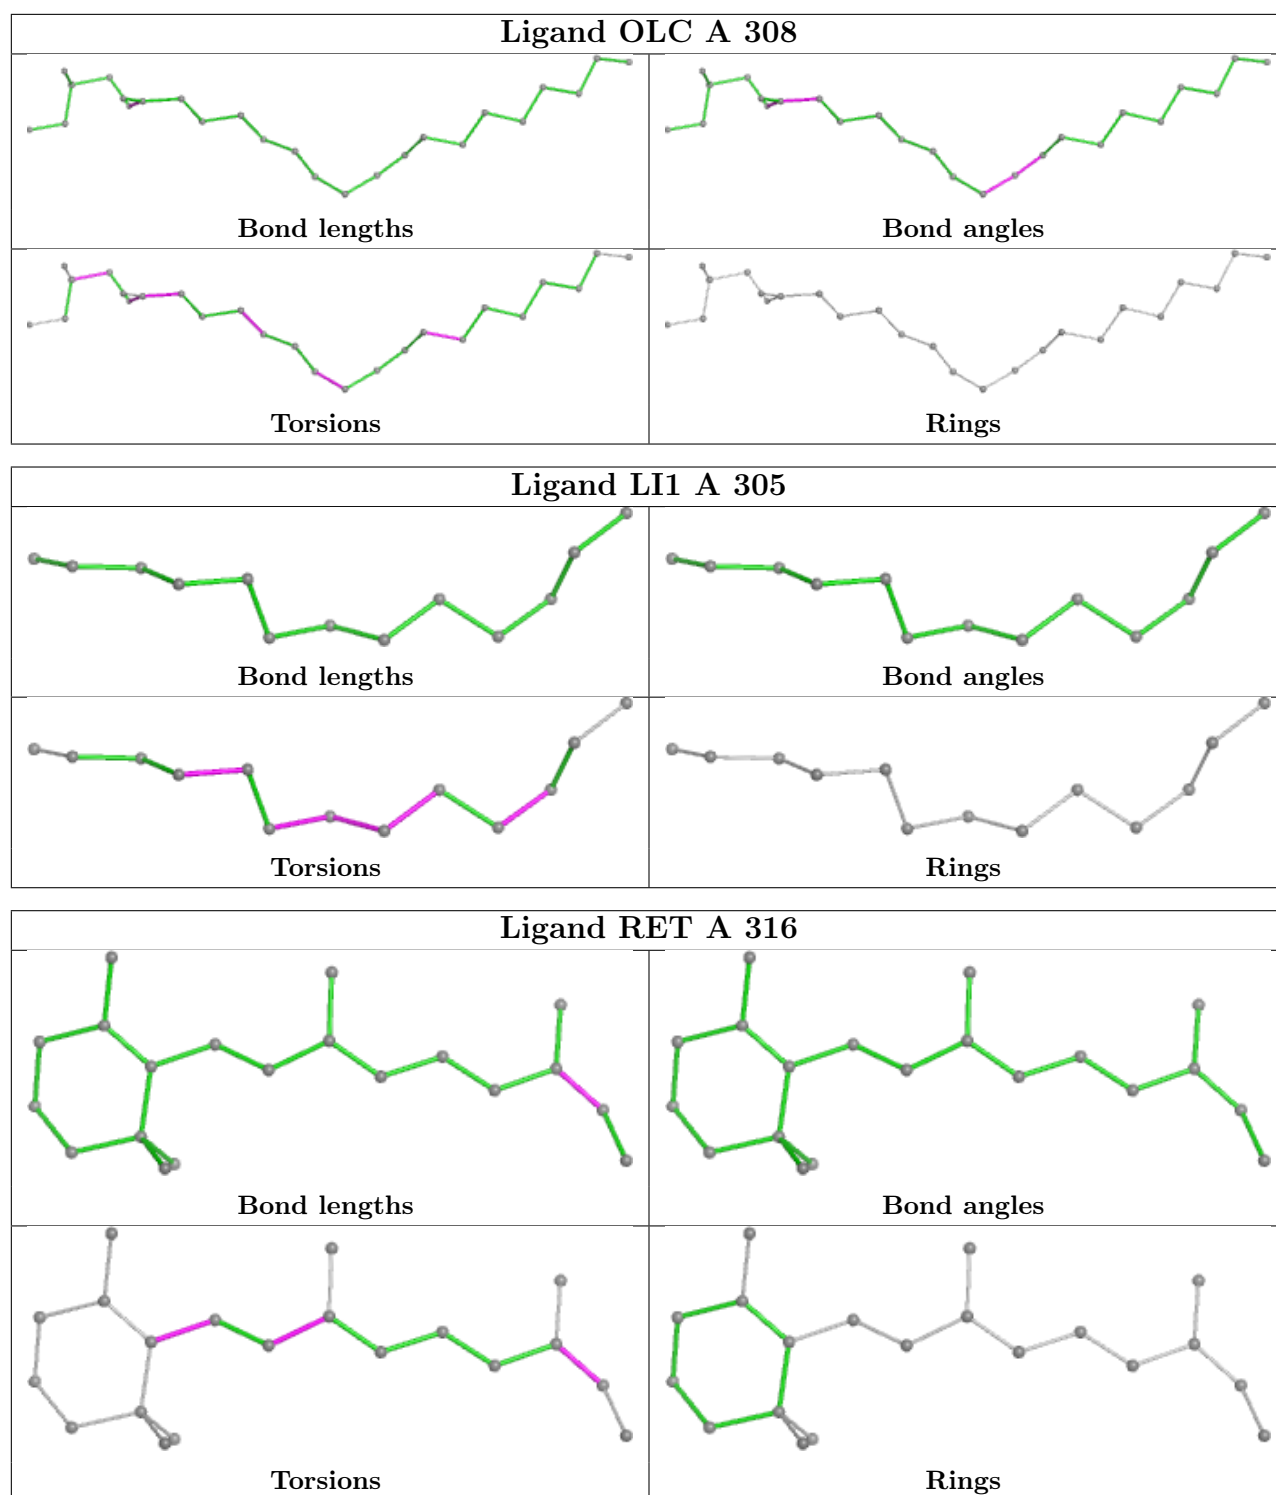 Ligand OLC A 308
Bond lengths
Bond angles
Torsions
Rings
Ligand LI1 A 305
Bond lengths
Bond angles
Torsions
Rings
Ligand RET A 316
Bond lengths
Bond angles
Torsions
Rings